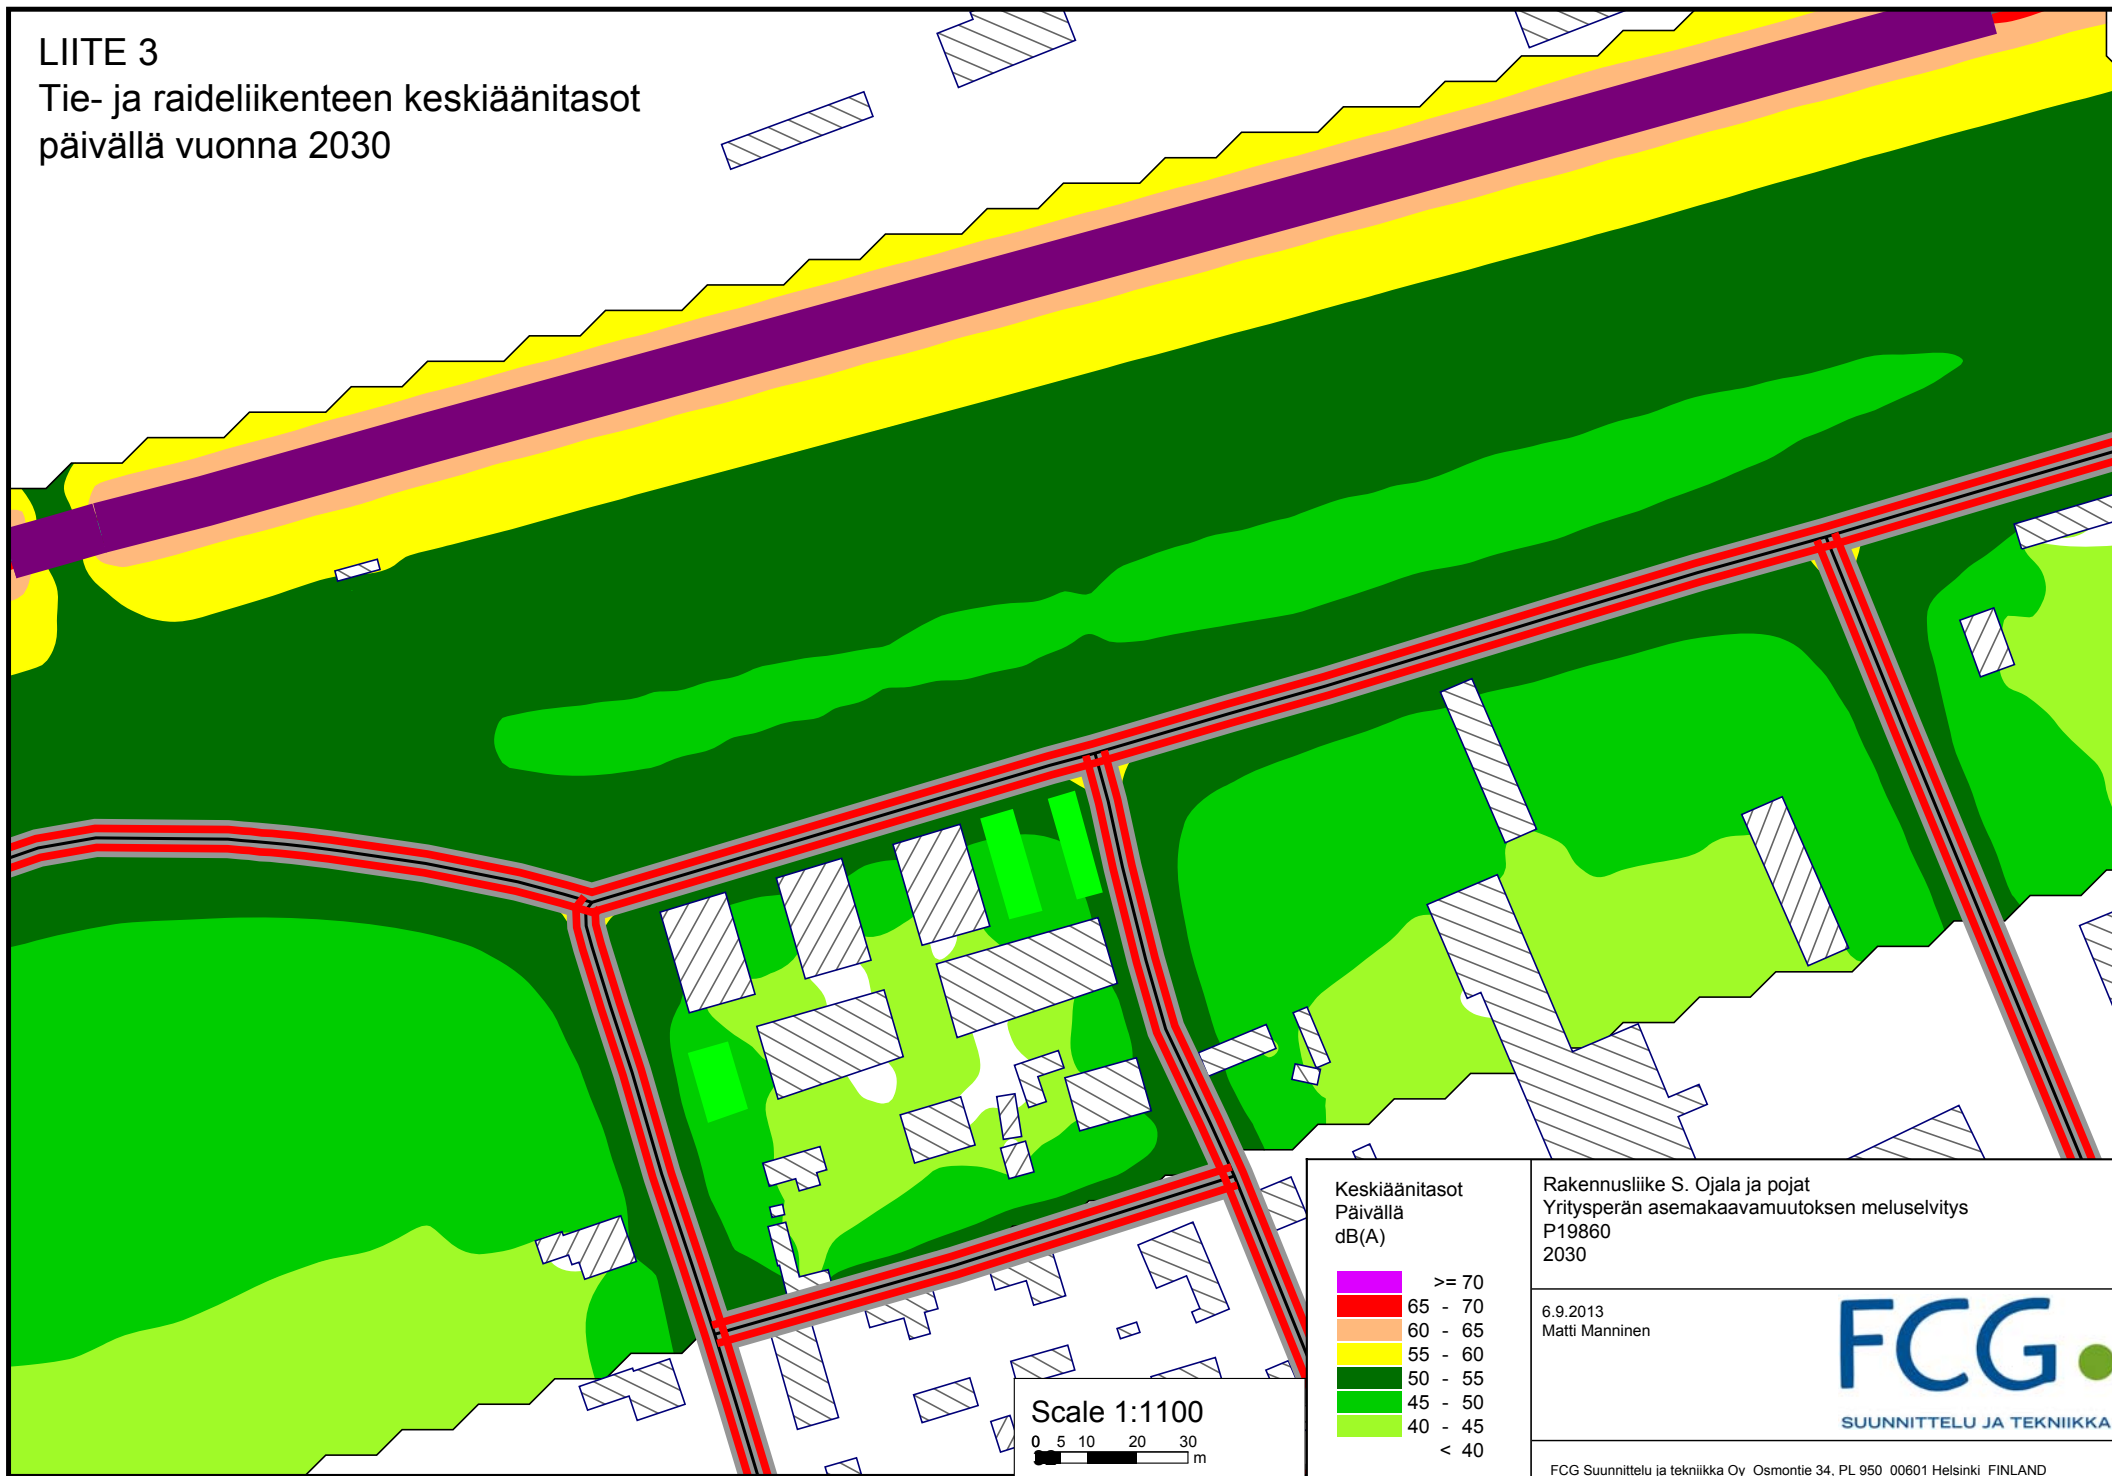 LIITE 3
Tie- ja raideliikenteen keskiäänitasot
päivällä vuonna 2030
Scale 1:1100
0 5 10 20 30
m
Keskiäänitasot
Päivällä
dB(A)
>= 70
65 - 70
60 - 65
55 - 60
50 - 55
45 - 50
40 - 45
< 40
Rakennusliike S. Ojala ja pojat
Yritysperän asemakaavamuutoksen meluselvitys
P19860
2030
6.9.2013
Matti Manninen
FCG
SUUNNITTELU JA TEKNIIKKA
FCG Suunnittelu ja tekniikka Oy Osmontie 34, PL 950 00601 Helsinki FINLAND